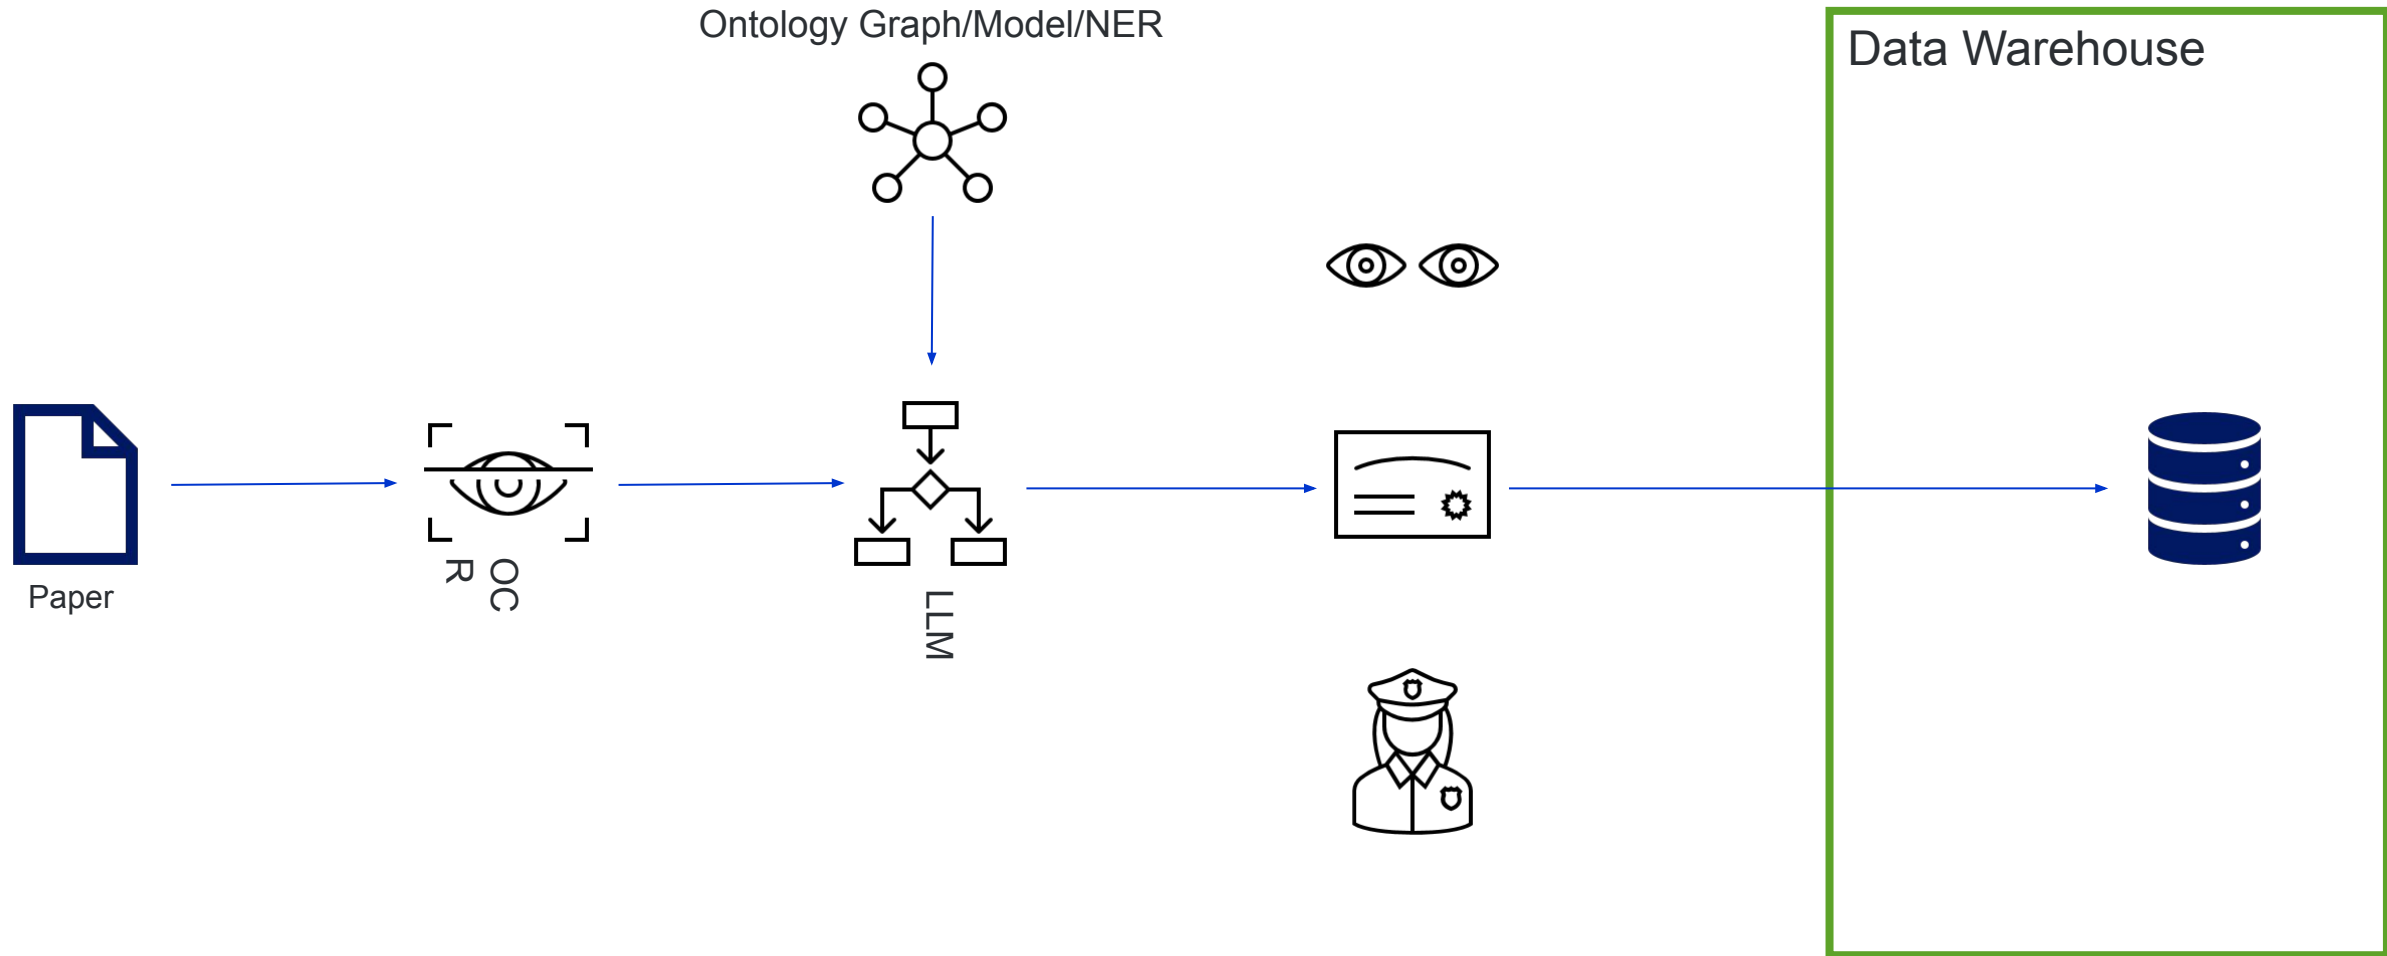 Ontology Graph/Model/NER
Data Warehouse
Paper
OC
R
LLM